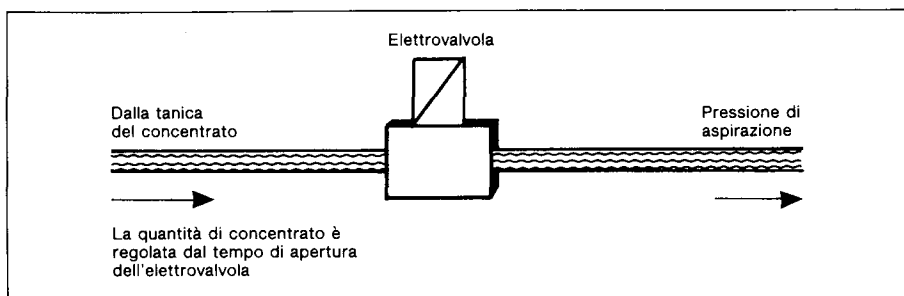 Elettrovalvola
Dalla tanica
del concentrato
Pressione di
aspirazione
La quantità di concentrato è
regolata dal tempo di apertura
dell'elettrovalvola